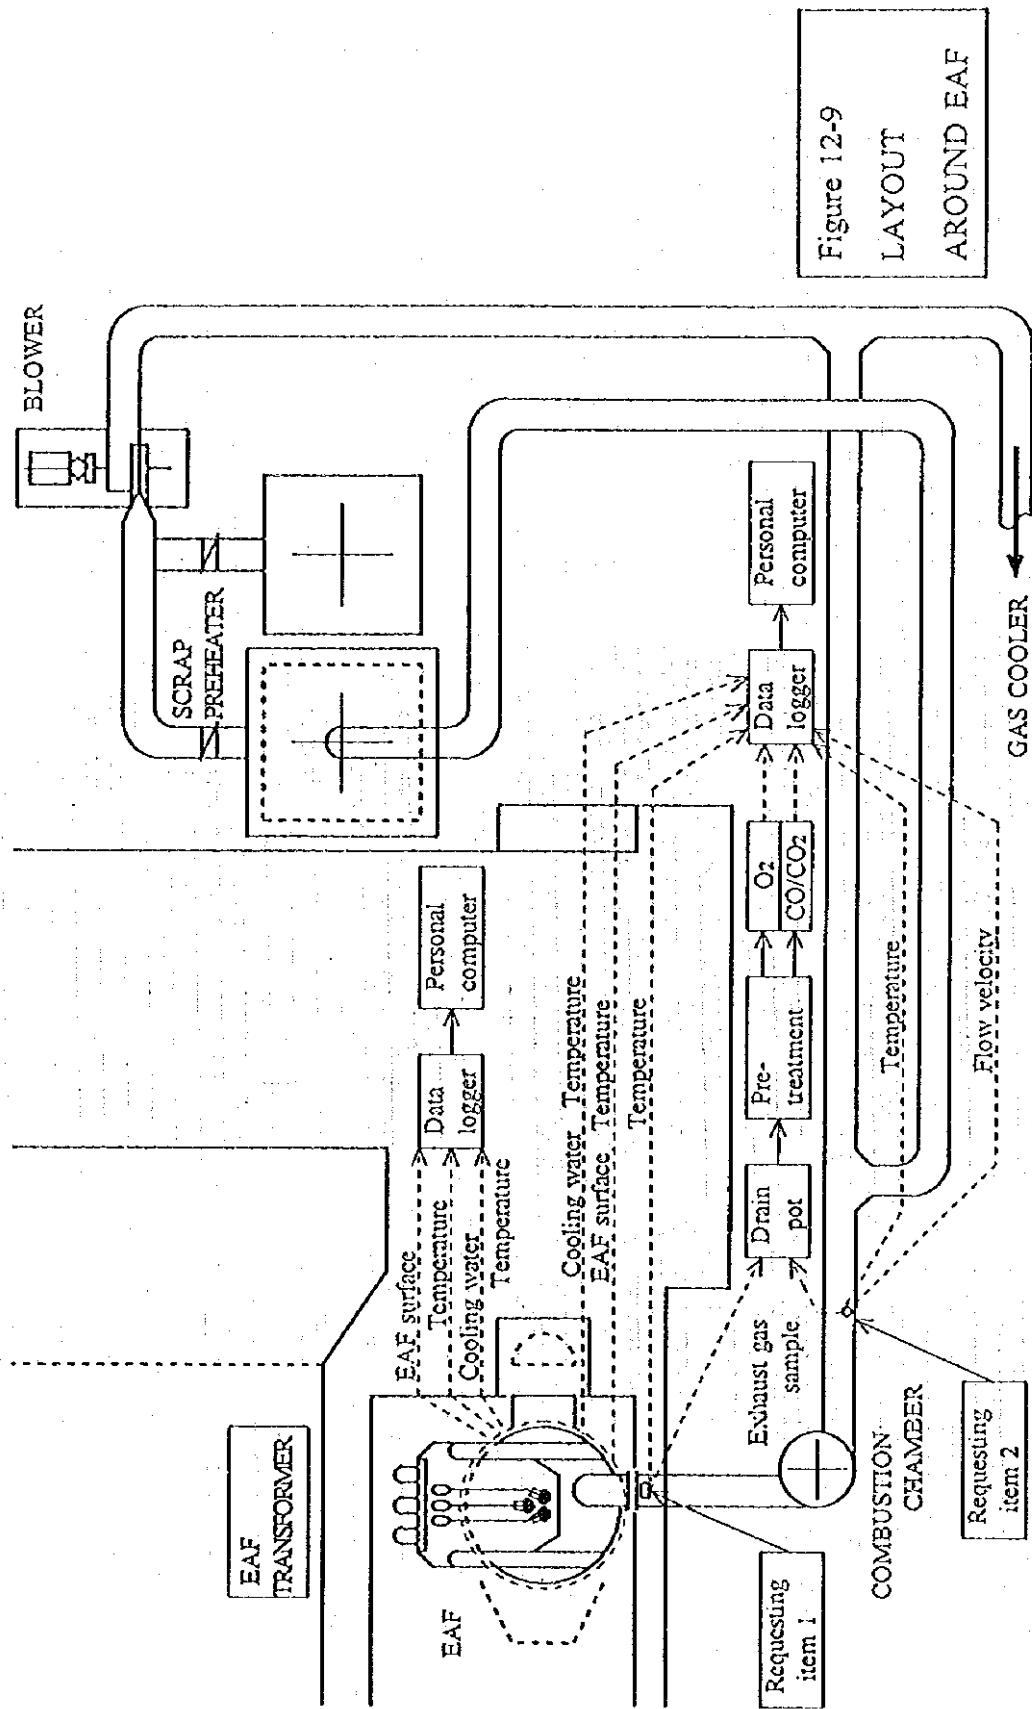 EAF
TRANSFORMER
EAF
EAF surface
Temperature
Cooling water
Temperature
Data
logger
Personal
computer
SCRAP
PREHEATER
BLOWER
Cooling water Temperature
EAF surface Temperature
Temperature
Requesting
item 1
Exhaust gas
sample
Drain
pot
Pre-
treatment
O2
CO/CO2
Data
logger
Personal
computer
COMBUSTION
CHAMBER
Requesting
item 2
Temperature
Flow velocity
GAS COOLER
Figure 12-9
LAYOUT
AROUND EAF